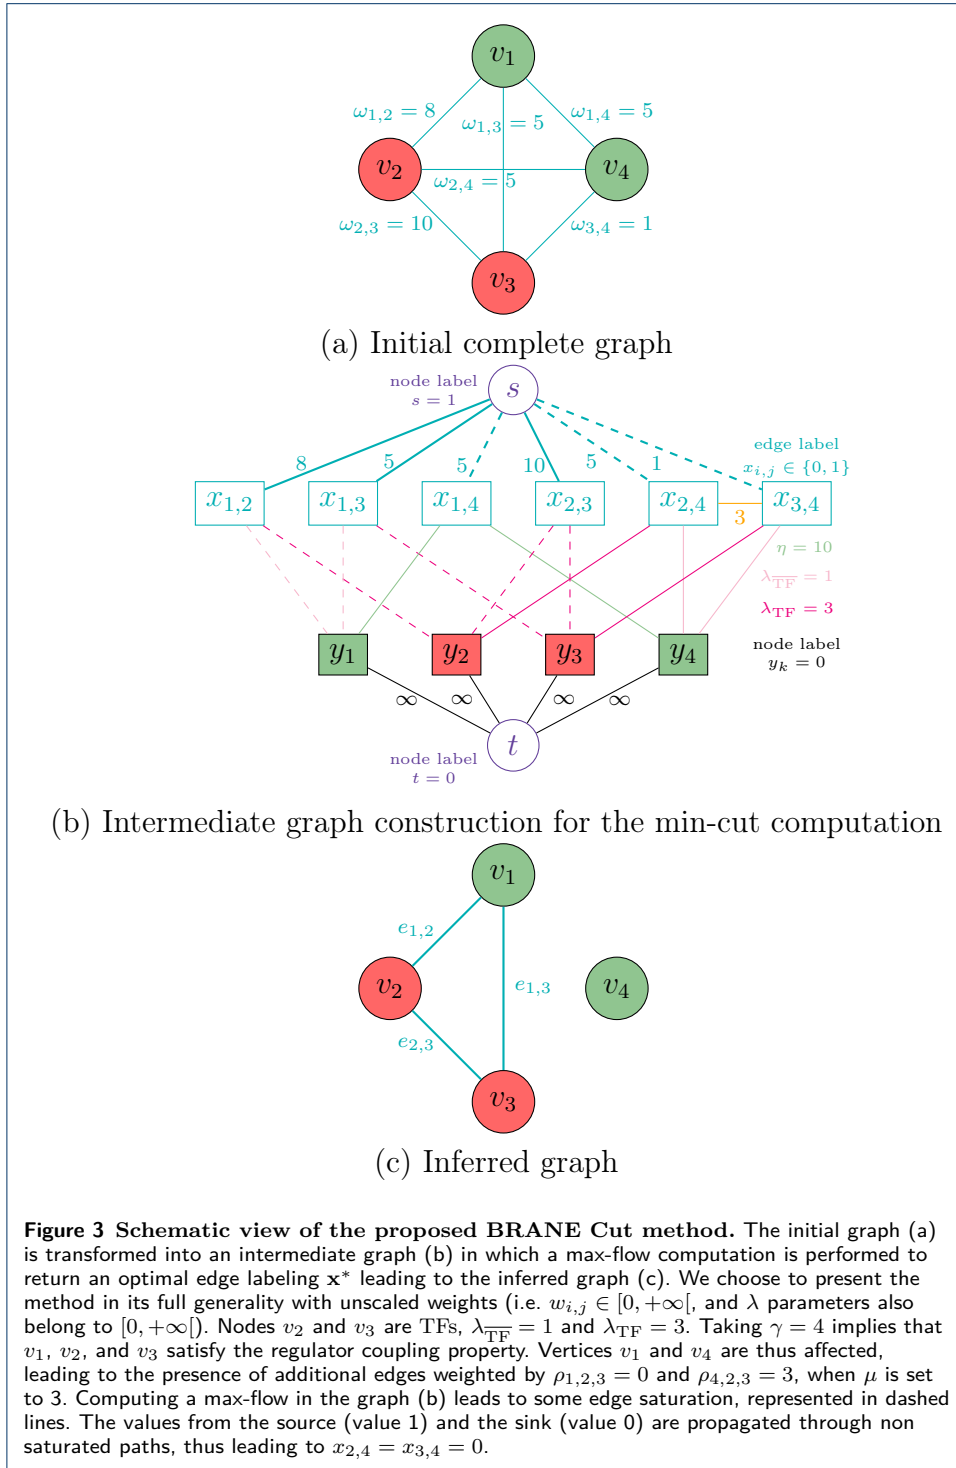 v1
ω1,2 = 8
ω1,3 = 5
ω1,4 = 5
v2
v4
ω2,4 = 5
ω2,3 = 10
ω3,4 = 1
v3
(a) Initial complete graph
node label
s = 1
s
8
5
5
10
5
1
edge label
xi,j ∈ {0, 1}
x1,2
x1,3
x1,4
x2,3
x2,4
x3,4
3
η = 10
λT̅F̅ = 1
λTF = 3
y1
y2
y3
y4
node label
yk = 0
∞
∞
∞
∞
t
node label
t = 0
(b) Intermediate graph construction for the min-cut computation
v1
e1,2
v2
e1,3
v4
e2,3
v3
(c) Inferred graph
Figure 3 Schematic view of the proposed BRANE Cut method. The initial graph (a)
is transformed into an intermediate graph (b) in which a max-flow computation is performed to
return an optimal edge labeling x* leading to the inferred graph (c). We choose to present the
method in its full generality with unscaled weights (i.e. wi,j ∈ [0, +∞[, and λ parameters also
belong to [0, +∞[). Nodes v2 and v3 are TFs, λT̅F̅ = 1 and λTF = 3. Taking γ = 4 implies that
v1, v2, and v3 satisfy the regulator coupling property. Vertices v1 and v4 are thus affected,
leading to the presence of additional edges weighted by ρ1,2,3 = 0 and ρ4,2,3 = 3, when μ is set
to 3. Computing a max-flow in the graph (b) leads to some edge saturation, represented in dashed
lines. The values from the source (value 1) and the sink (value 0) are propagated through non
saturated paths, thus leading to x2,4 = x3,4 = 0.